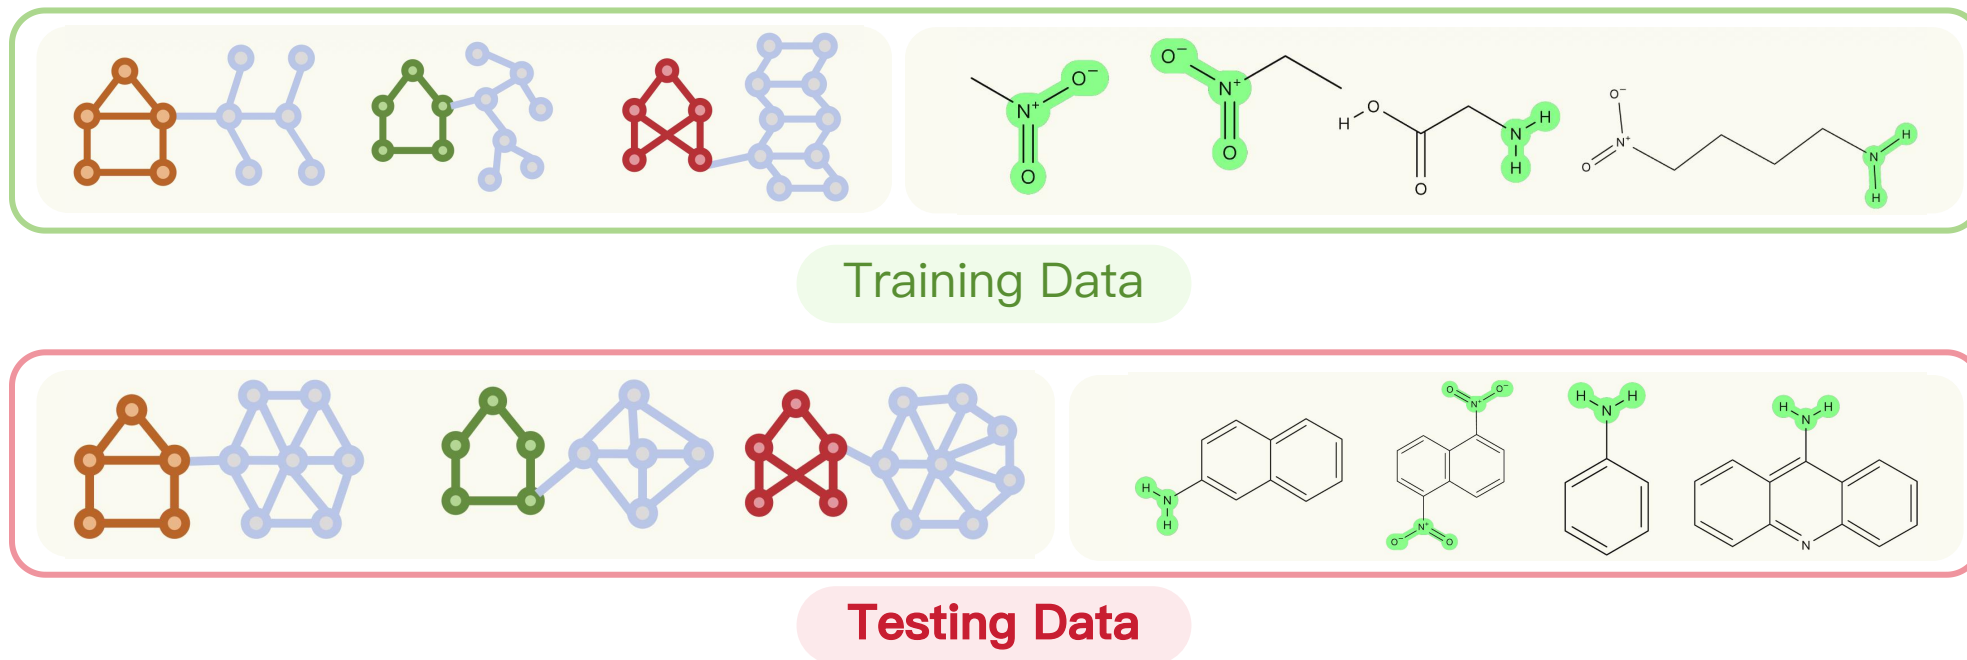 O−
N+
O
O−
N+
O
H
O
O
N
H
H
O−
N+
O
N
H
H
Training Data
H
N
H
O
N+
O−
O−
N+
O
H
N
H
H
N
H
N
Testing Data